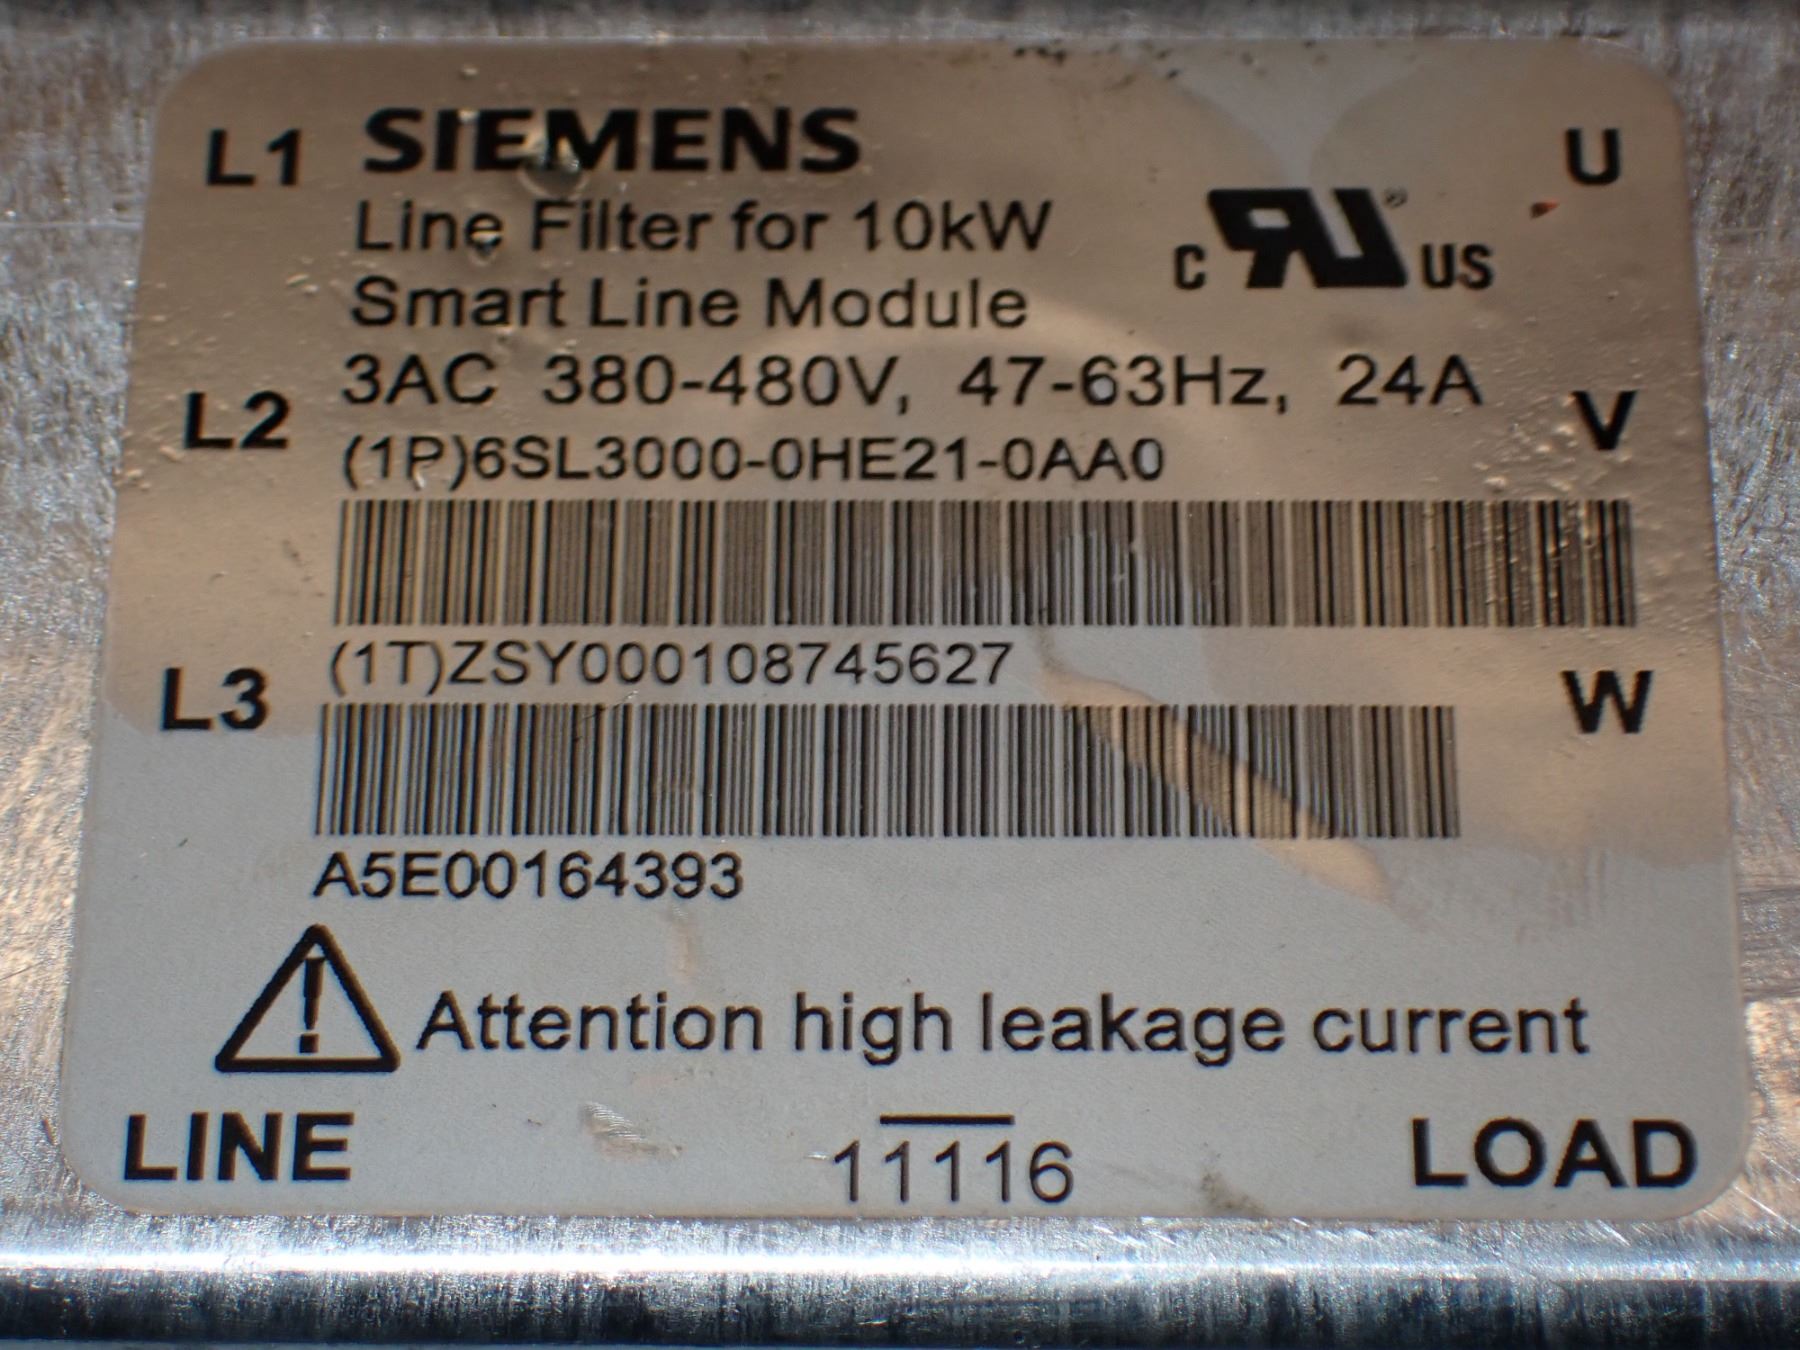 L1 SIEMENS U
Line Filter for 10kW
Smart Line Module
c RU® US
L2 3AC 380-480V, 47-63Hz, 24A V
(1P)6SL3000-0HE21-0AA0
(1T)ZSY000108745627
L3 W
A5E00164393
! Attention high leakage current
LINE 11116 LOAD